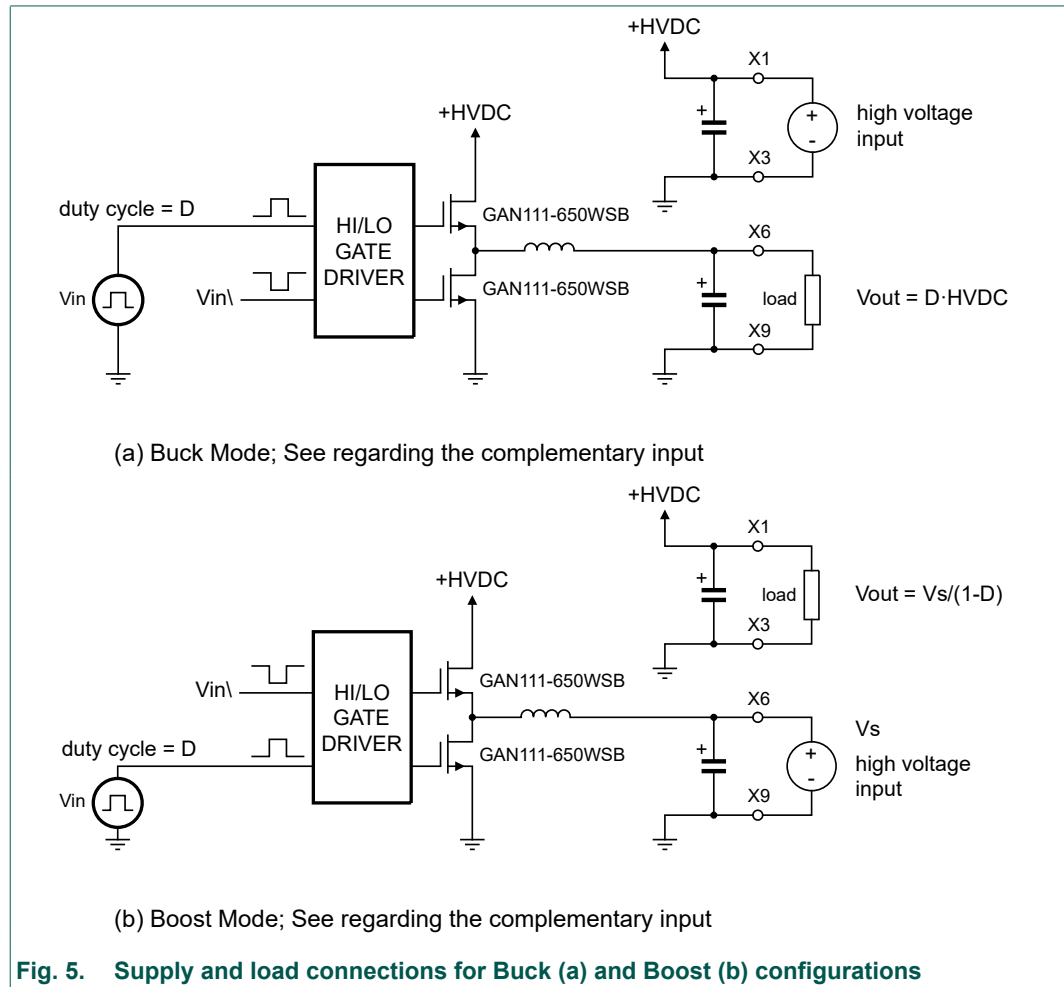 +HVDC
X1
+
+
-
high voltage
input
X3
+HVDC
duty cycle = D
HI/LO
GATE
DRIVER
GAN111-650WSB
X6
Vin
Vin\
GAN111-650WSB
+
load
Vout = D·HVDC
X9
(a) Buck Mode; See regarding the complementary input
+HVDC
X1
+
load
Vout = Vs/(1-D)
X3
+HVDC
Vin\
HI/LO
GATE
DRIVER
GAN111-650WSB
X6
duty cycle = D
GAN111-650WSB
+
+
-
Vs
high voltage
input
Vin
X9
(b) Boost Mode; See regarding the complementary input
Fig. 5. Supply and load connections for Buck (a) and Boost (b) configurations